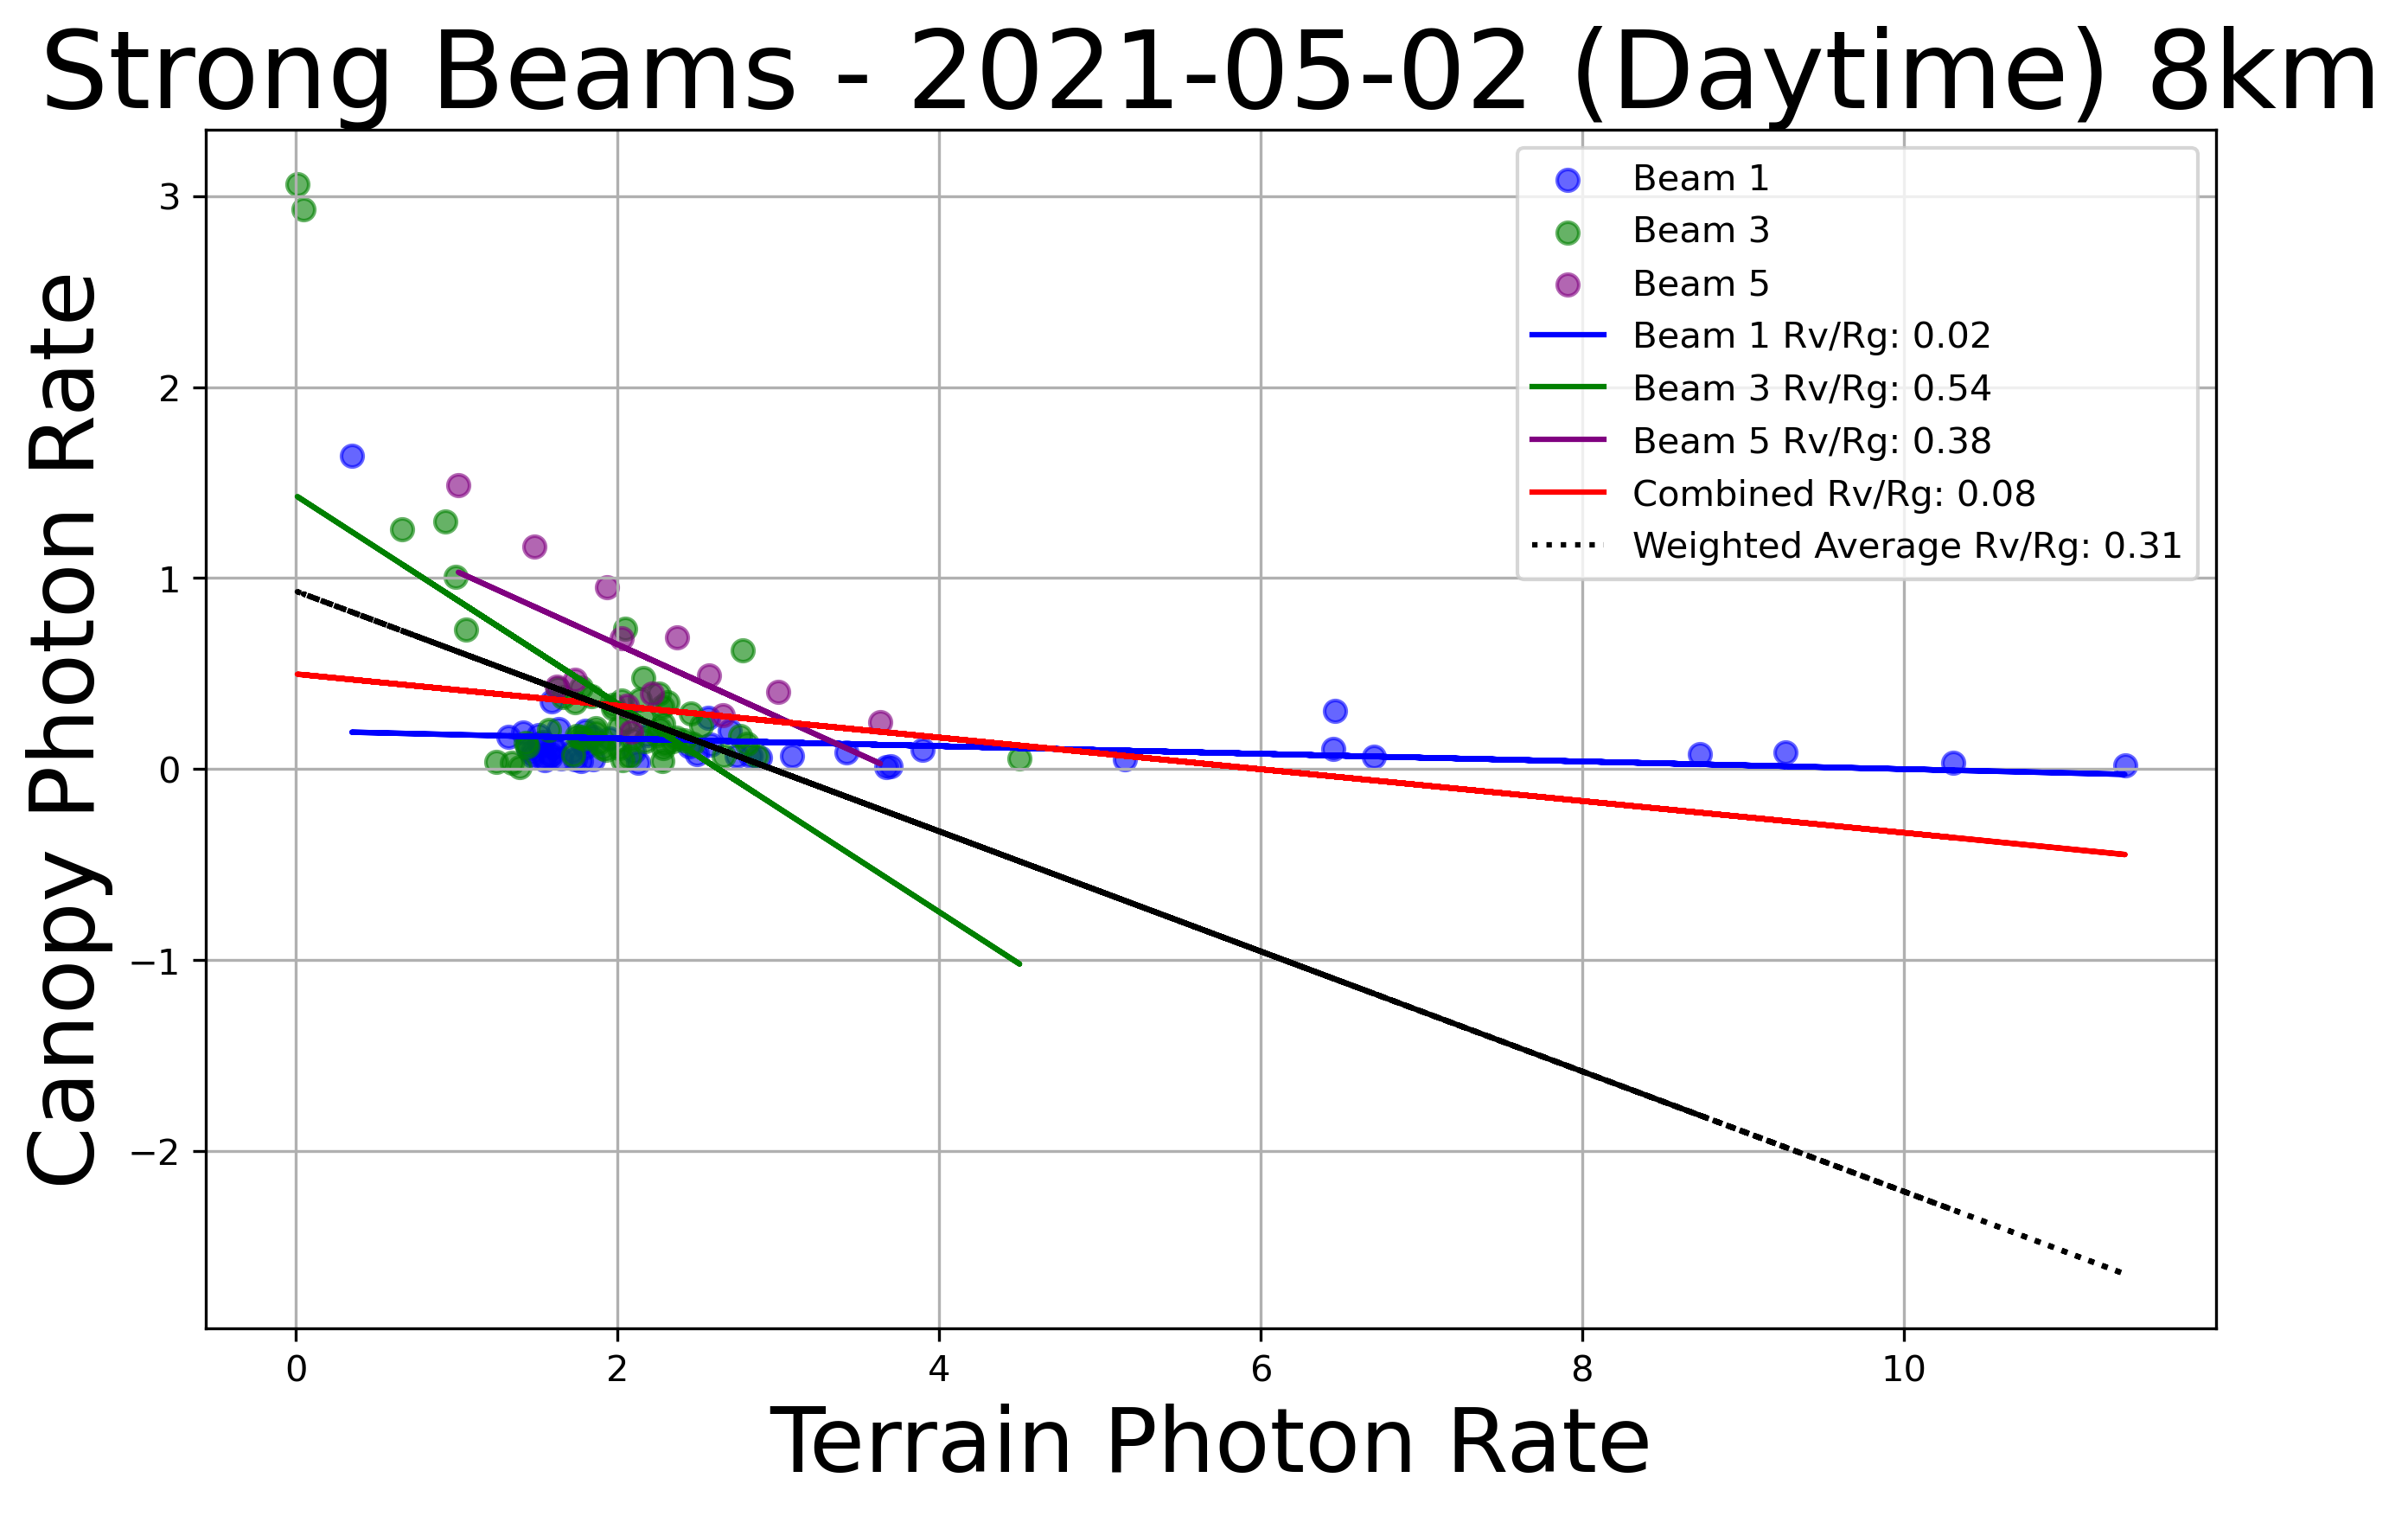 Strong Beams - 2021-05-02 (Daytime) 8km
Canopy Photon Rate
3
2
1
0
−1
−2
Beam 1
Beam 3
Beam 5
Beam 1 Rv/Rg: 0.02
Beam 3 Rv/Rg: 0.54
Beam 5 Rv/Rg: 0.38
Combined Rv/Rg: 0.08
Weighted Average Rv/Rg: 0.31
0 2 4 6 8 10
Terrain Photon Rate